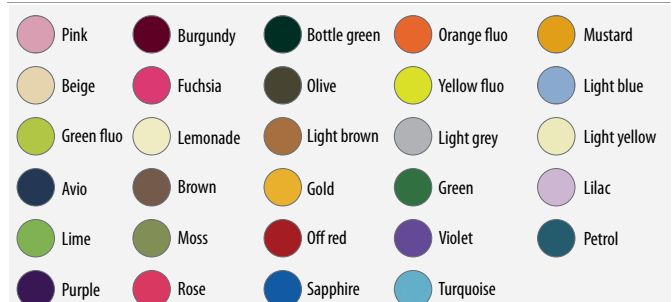 Pink Burgundy Bottle green Orange fluo Mustard
Beige Fuchsia Olive Yellow fluo Light blue
Green fluo Lemonade Light brown Light grey Light yellow
Avio Brown Gold Green Lilac
Lime Moss Off red Violet Petrol
Purple Rose Sapphire Turquoise